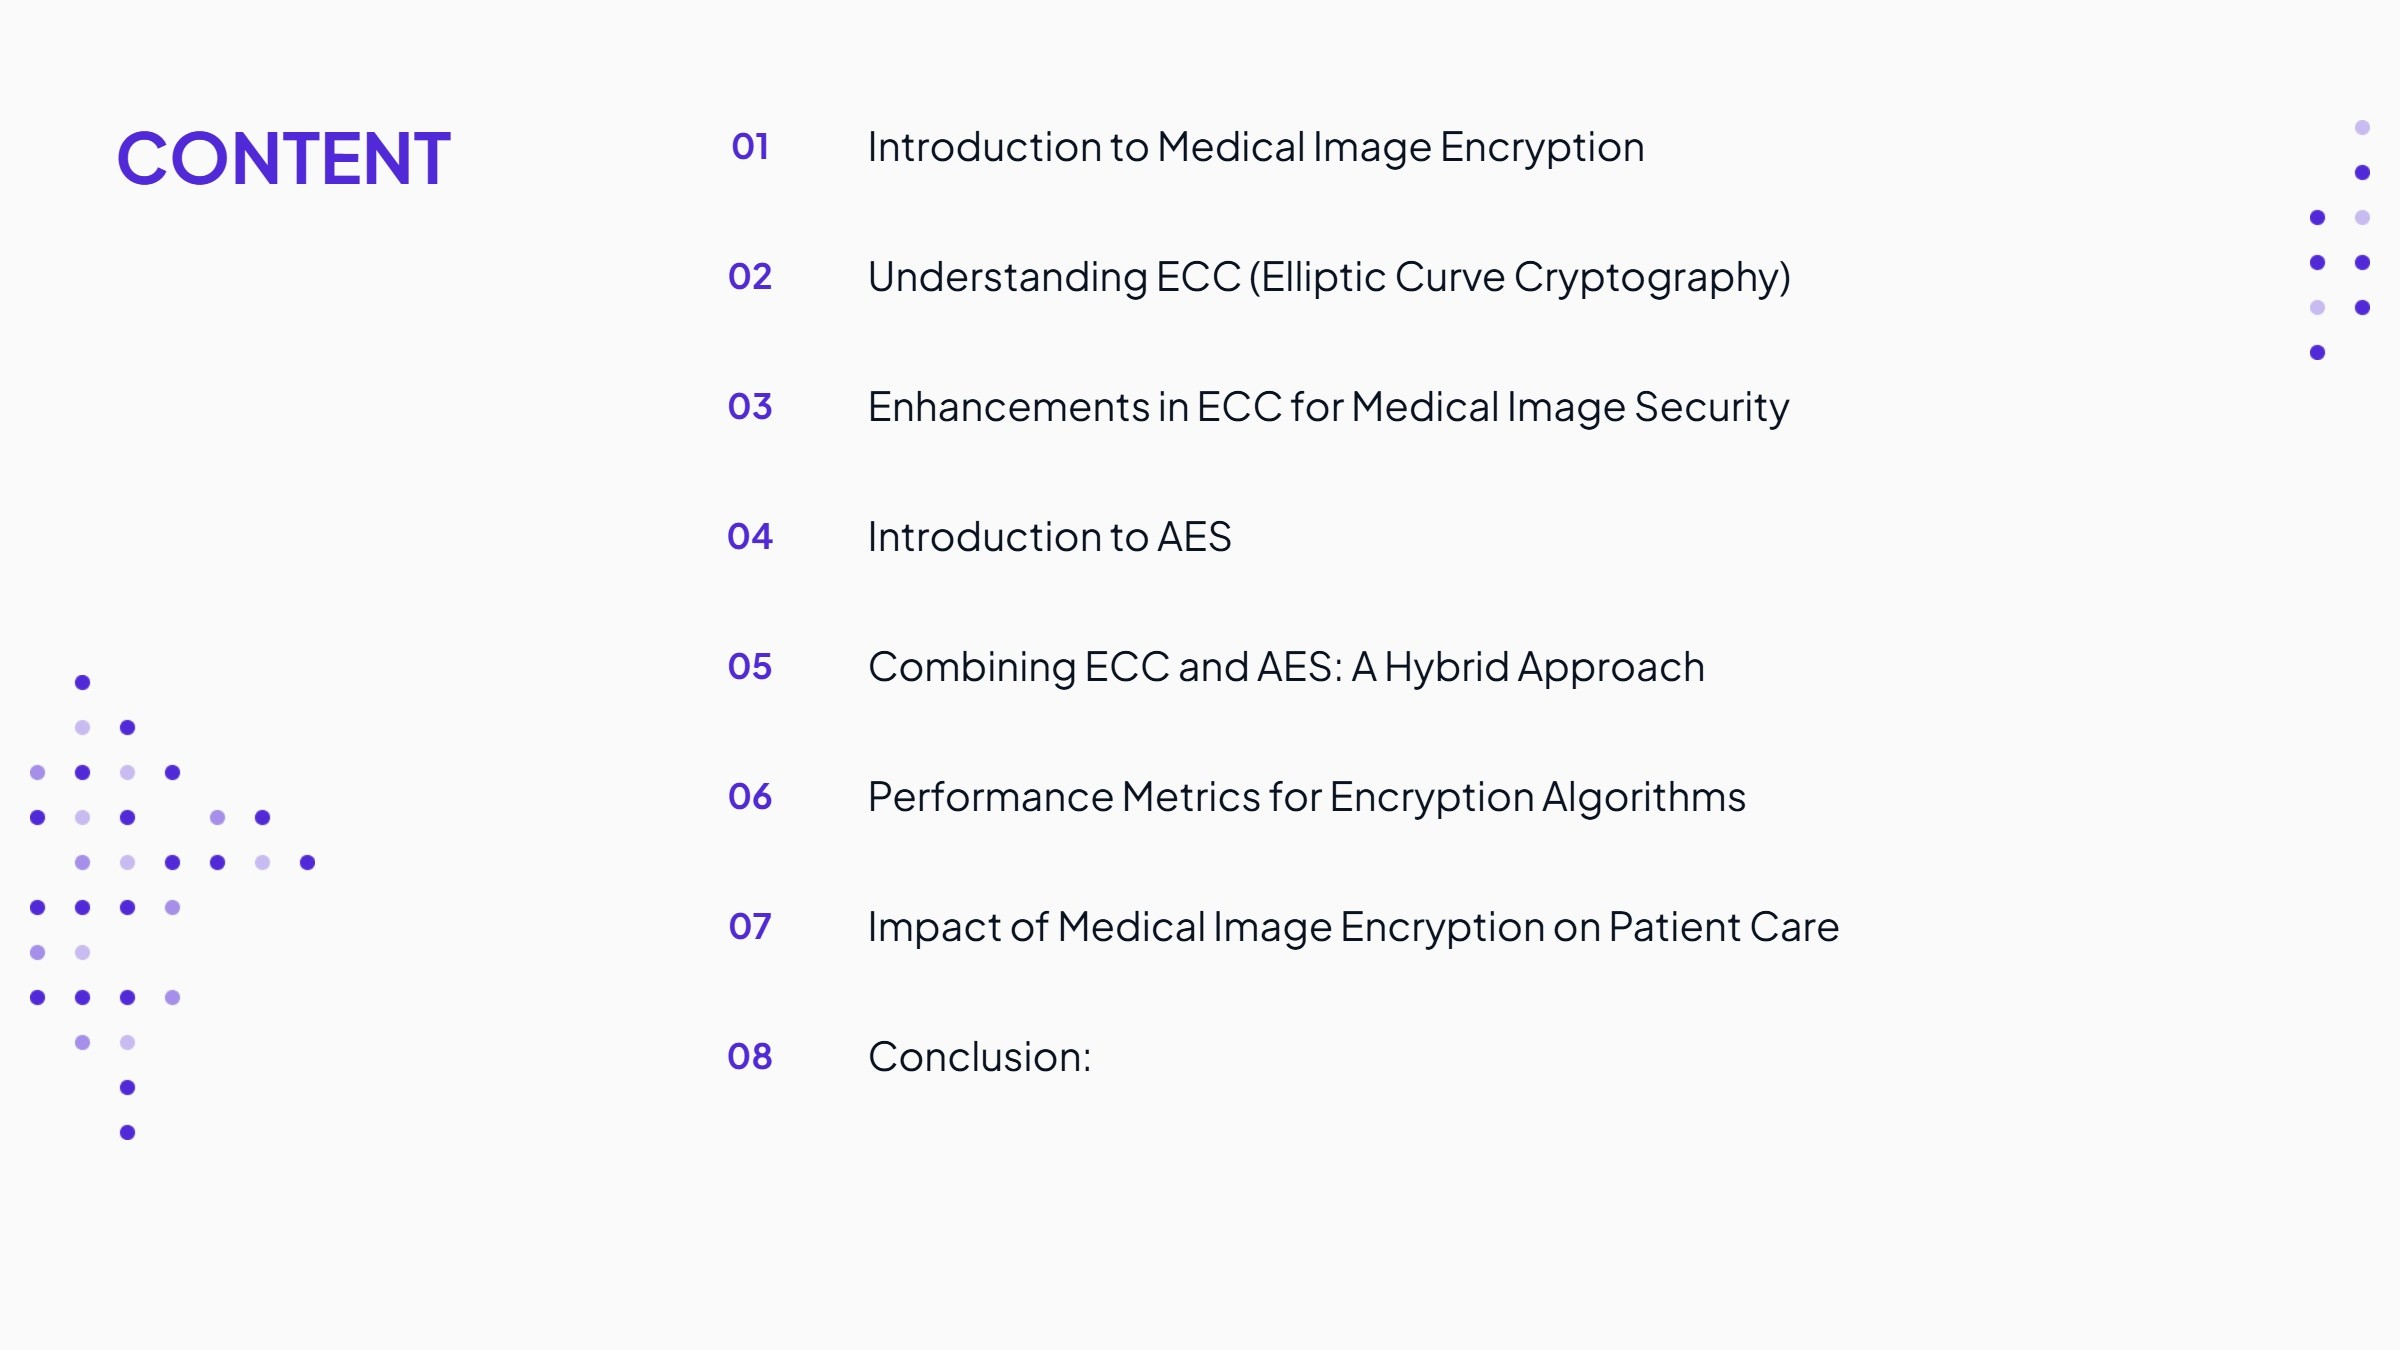 CONTENT
01 Introduction to Medical Image Encryption
02 Understanding ECC (Elliptic Curve Cryptography)
03 Enhancements in ECC for Medical Image Security
04 Introduction to AES
05 Combining ECC and AES: A Hybrid Approach
06 Performance Metrics for Encryption Algorithms
07 Impact of Medical Image Encryption on Patient Care
08 Conclusion: